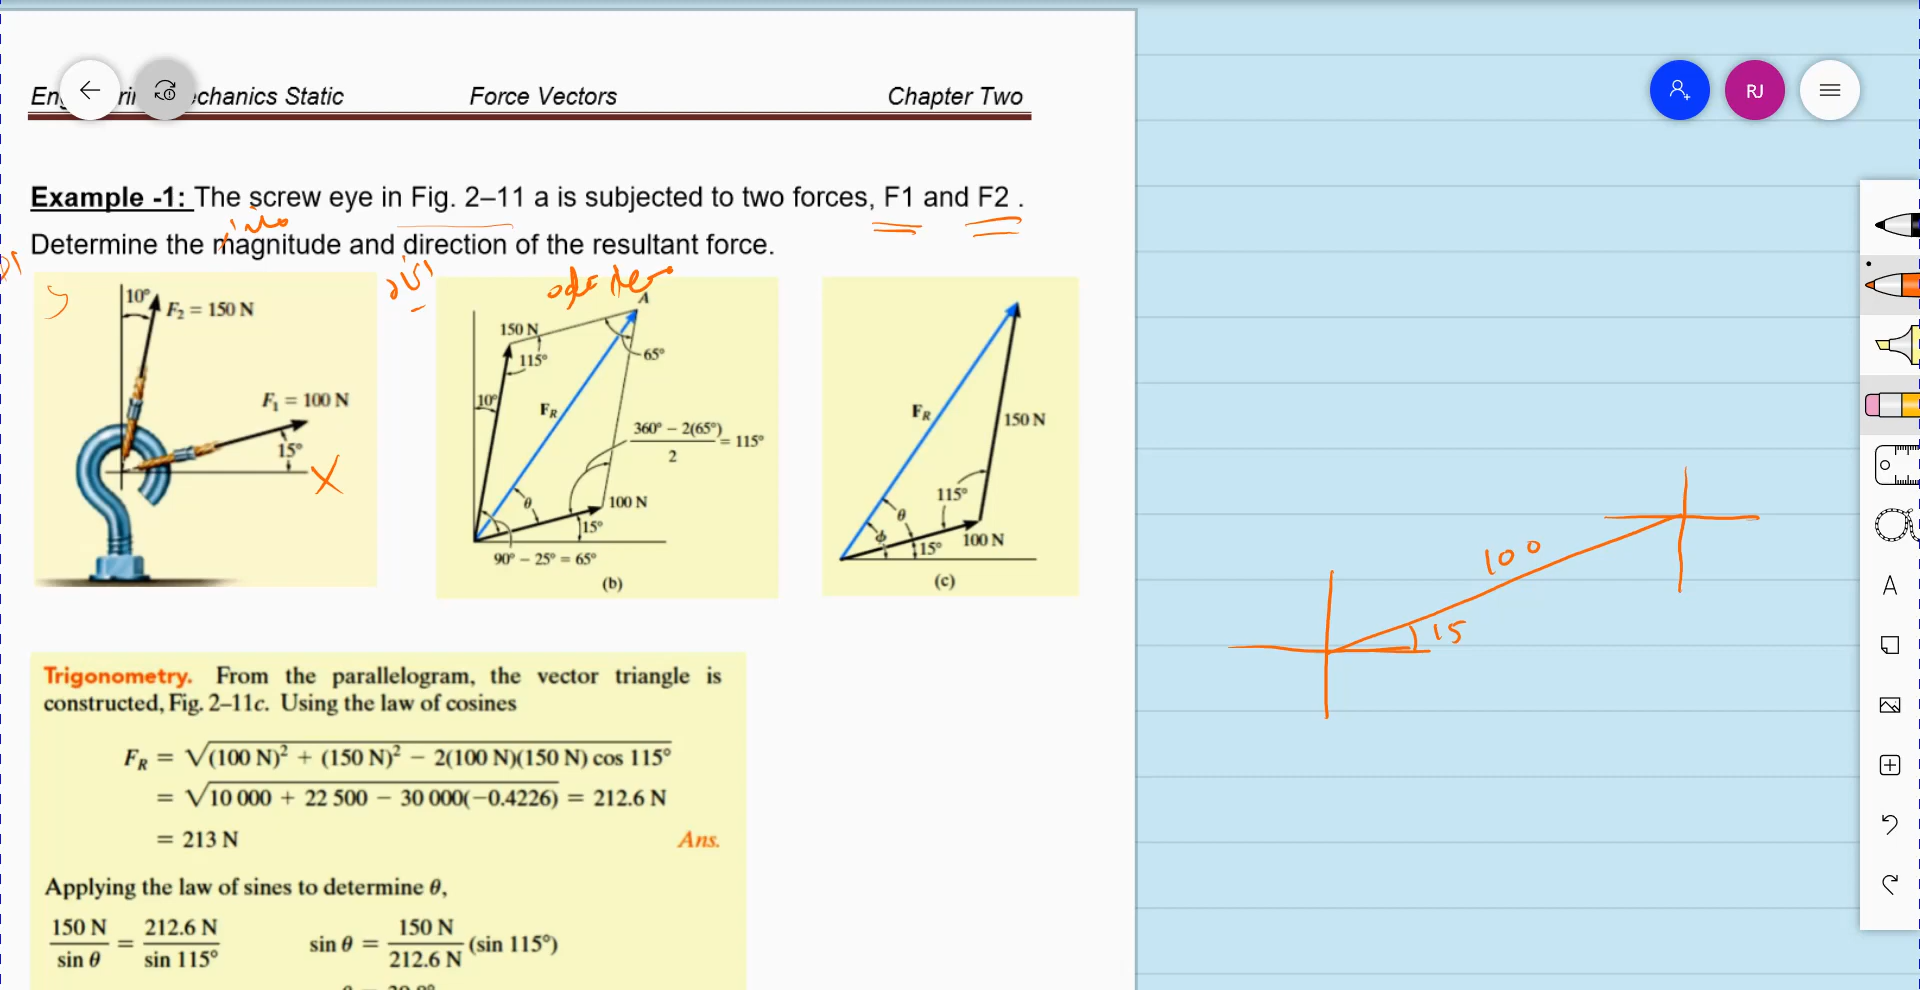 Mechanics Static
Force Vectors
Chapter Two
RJ
Example -1: The screw eye in Fig. 2–11 a is subjected to two forces, F1 and F2 .
Determine the magnitude and direction of the resultant force.
y
10°
F₂ = 150 N
F₁ = 100 N
15°
X
A
150 N
115°
65°
10°
F_R
360° − 2(65°)
= 115°
2
θ
100 N
15°
90° − 25° = 65°
(b)
F_R
150 N
115°
θ
ϕ
15°
100 N
(c)
100
15
A
Trigonometry. From the parallelogram, the vector triangle is
constructed, Fig. 2–11c. Using the law of cosines
F_R = √(100 N)² + (150 N)² − 2(100 N)(150 N) cos 115°
= √10 000 + 22 500 − 30 000(−0.4226) = 212.6 N
= 213 N
Ans.
Applying the law of sines to determine θ,
150 N / sin θ = 212.6 N / sin 115°
sin θ = 150 N / 212.6 N (sin 115°)